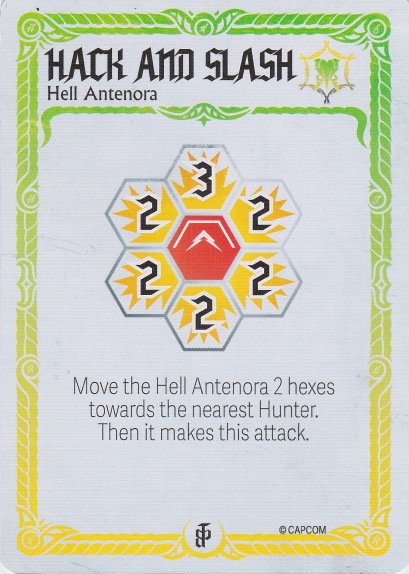 HACK AND SLASH
Hell Antenora
3
2 2
2 2
2
Move the Hell Antenora 2 hexes
towards the nearest Hunter.
Then it makes this attack.
© CAPCOM